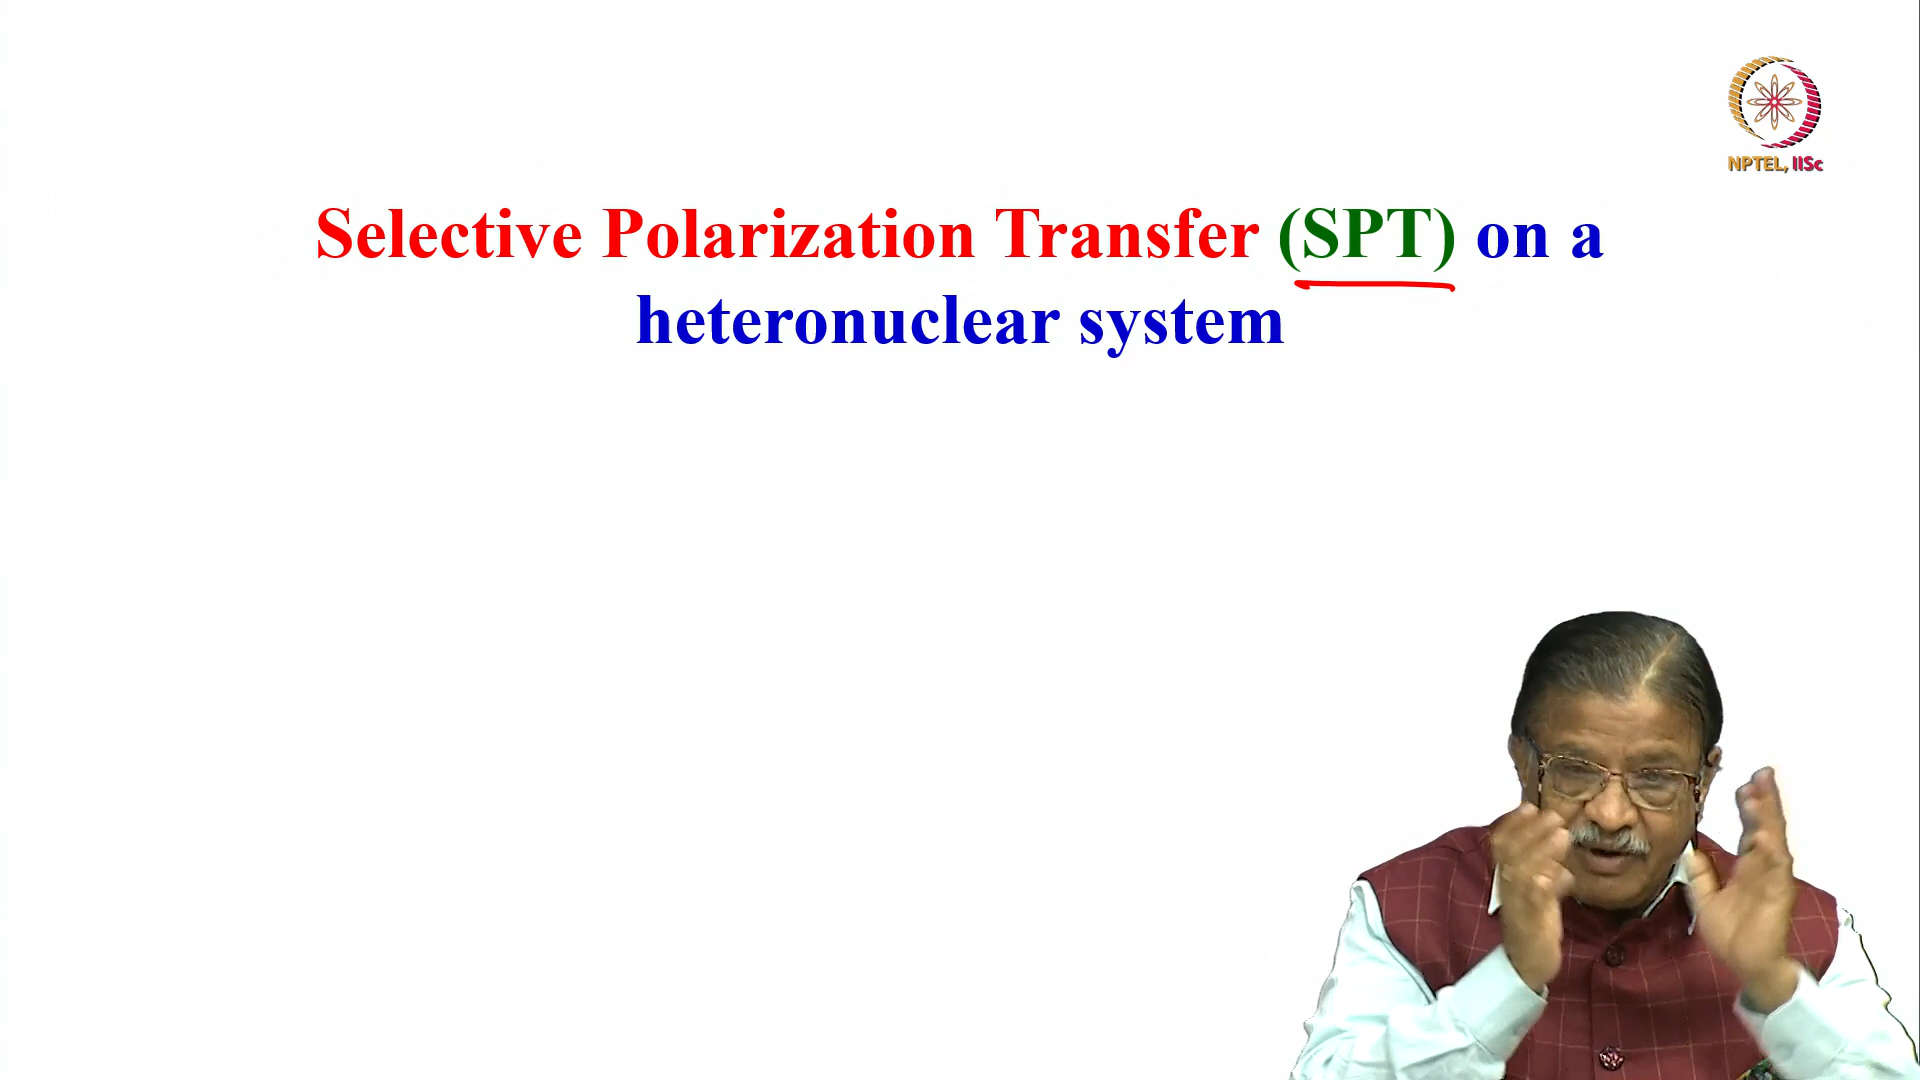 NPTEL, IISc
Selective Polarization Transfer (SPT) on a
heteronuclear system